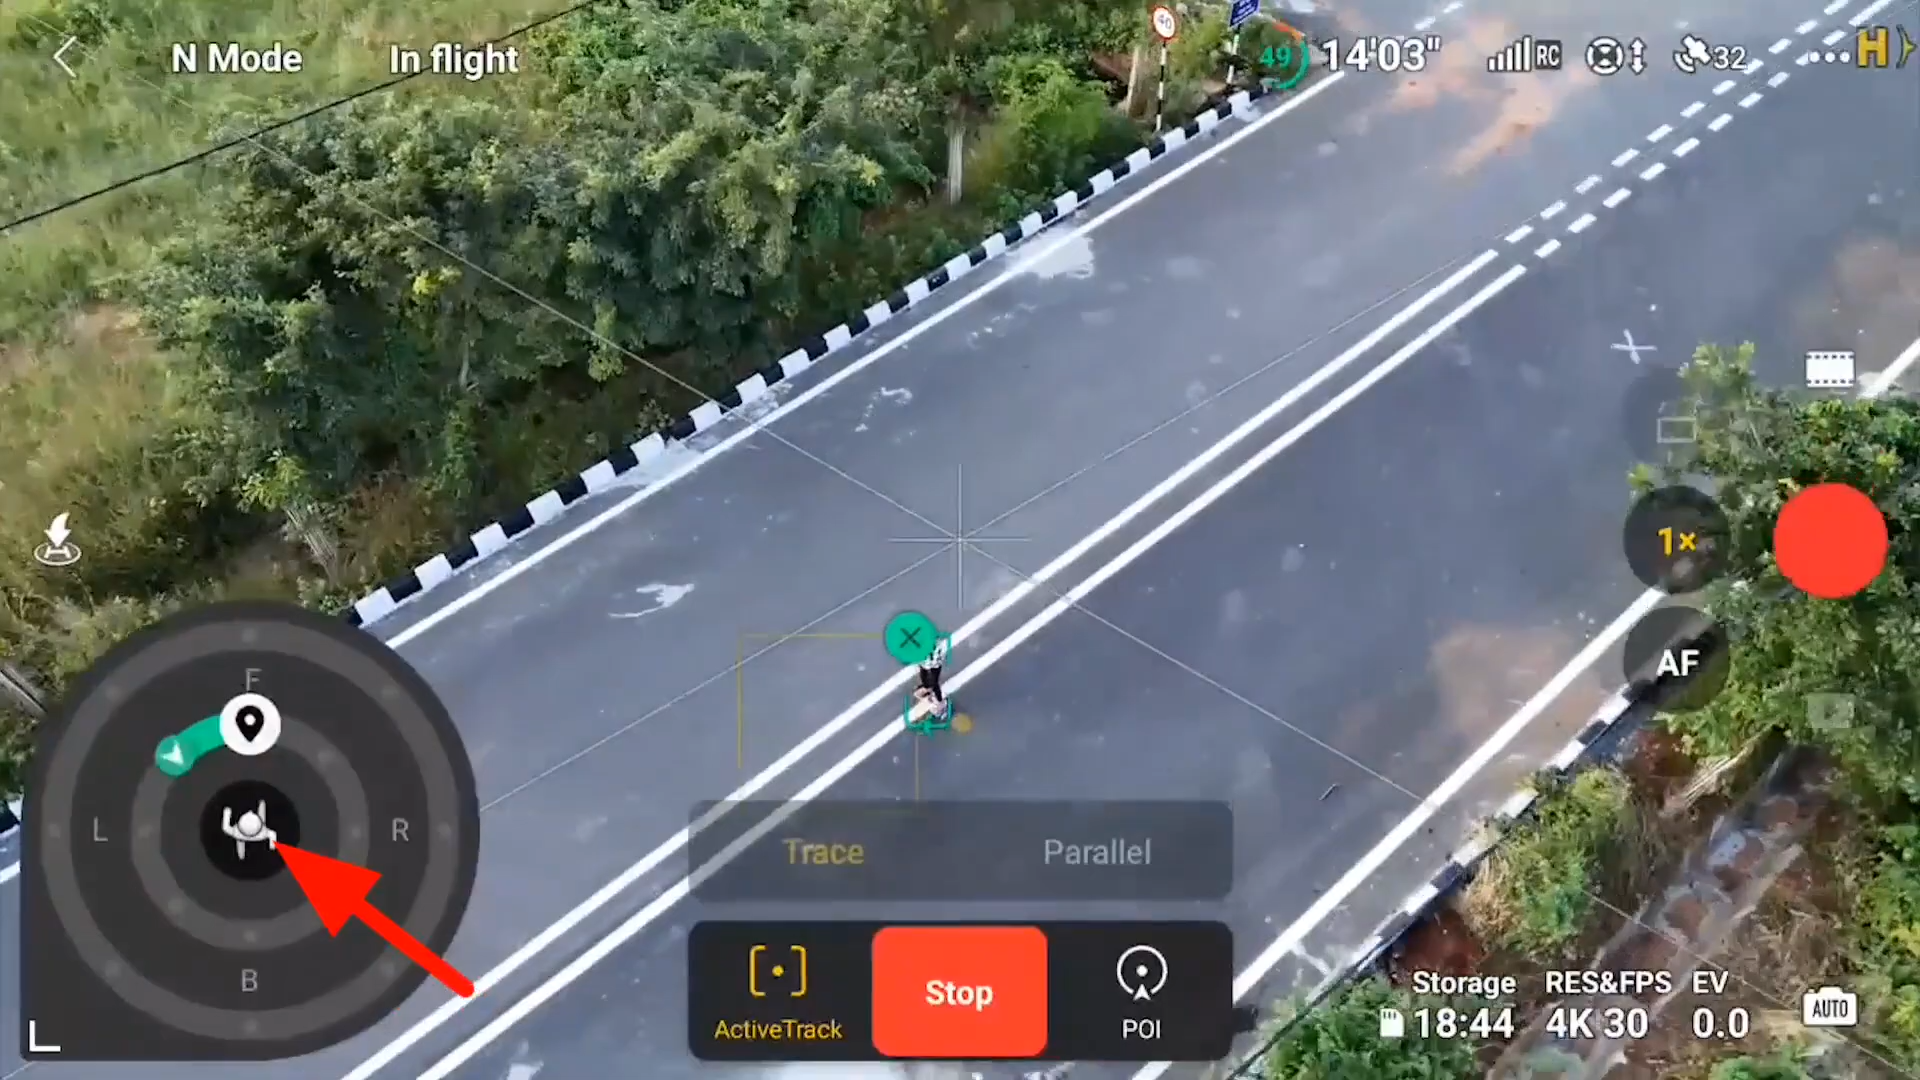 N Mode
In flight
40
49
14'03"
RC
32
H
1×
AF
F
L
R
B
Trace
Parallel
ActiveTrack
Stop
POI
Storage
RES&FPS
EV
18:44
4K 30
0.0
AUTO